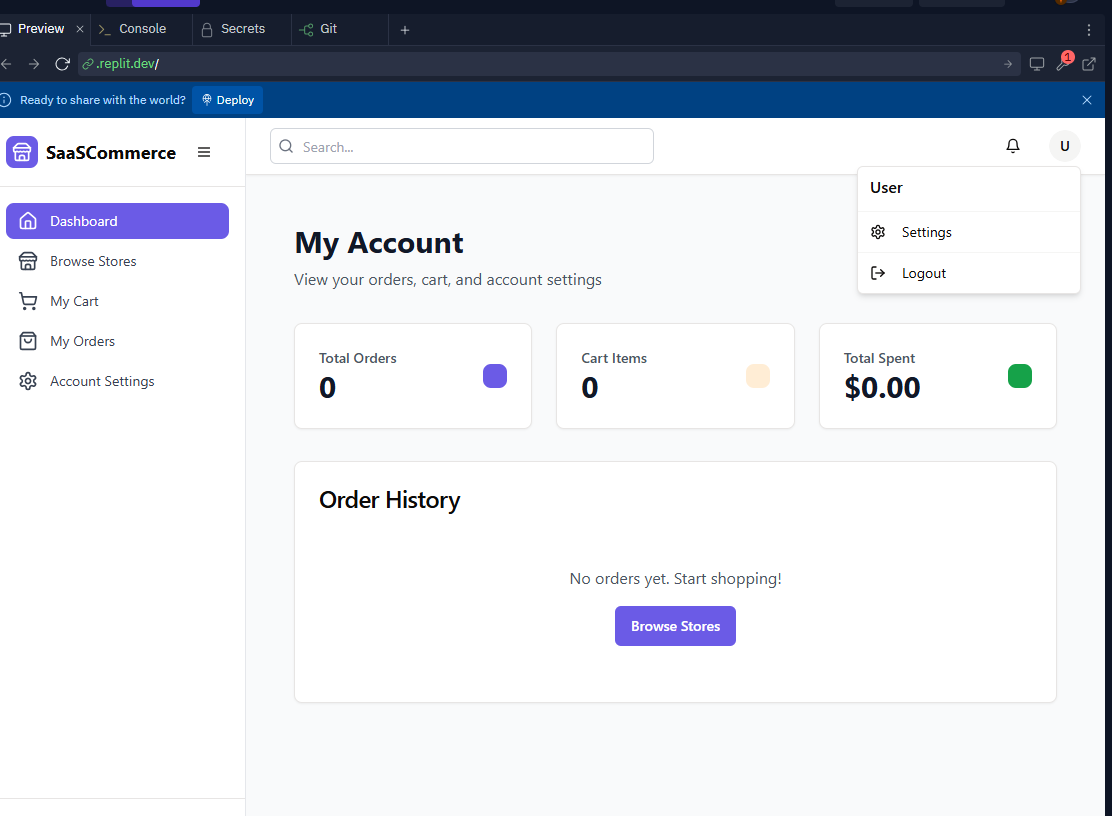 Preview Console Secrets Git
.replit.dev/
1
Ready to share with the world? Deploy
SaaSCommerce
Search...
U
User
Settings
Logout
Dashboard
Browse Stores
My Cart
My Orders
Account Settings
My Account
View your orders, cart, and account settings
Total Orders
0
Cart Items
0
Total Spent
$0.00
Order History
No orders yet. Start shopping!
Browse Stores